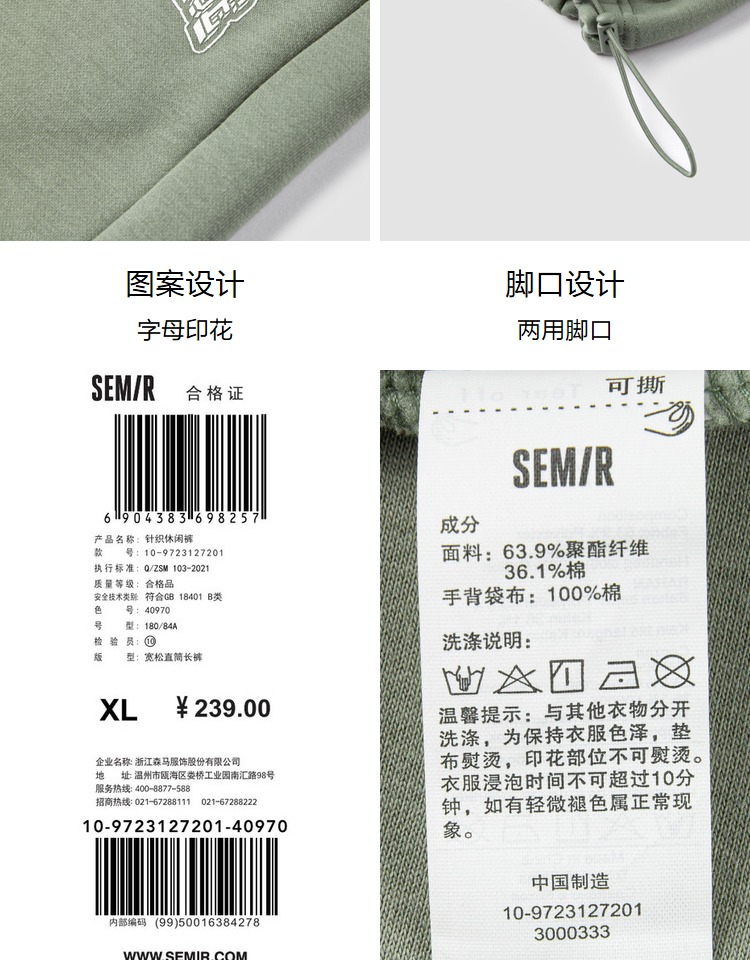 图案设计
字母印花
脚口设计
两用脚口
SEMIR 合格证
6 904383 698257
产品名称: 针织休闲裤
款 号: 10-9723127201
执行标准: Q/ZSM 103-2021
质量等级: 合格品
安全技术类别: 符合GB 18401 B类
色 号: 40970
号 型: 180/84A
检 验 员: ⑩
版 型: 宽松直筒长裤
XL ¥ 239.00
企业名称: 浙江森马服饰股份有限公司
地 址: 温州市瓯海区娄桥工业园南汇路98号
服务热线: 400-8877-588
招商热线: 021-67288111 021-67288222
10-9723127201-40970
内部编码 (99)50016384278
WWW.SEMIR.COM
可撕
SEMIR
成分
面料: 63.9%聚酯纤维
36.1%棉
手背袋布: 100%棉
洗涤说明:
温馨提示: 与其他衣物分开
洗涤, 为保持衣服色泽, 垫
布熨烫, 印花部位不可熨烫。
衣服浸泡时间不可超过10分
钟, 如有轻微褪色属正常现
象。
中国制造
10-9723127201
3000333